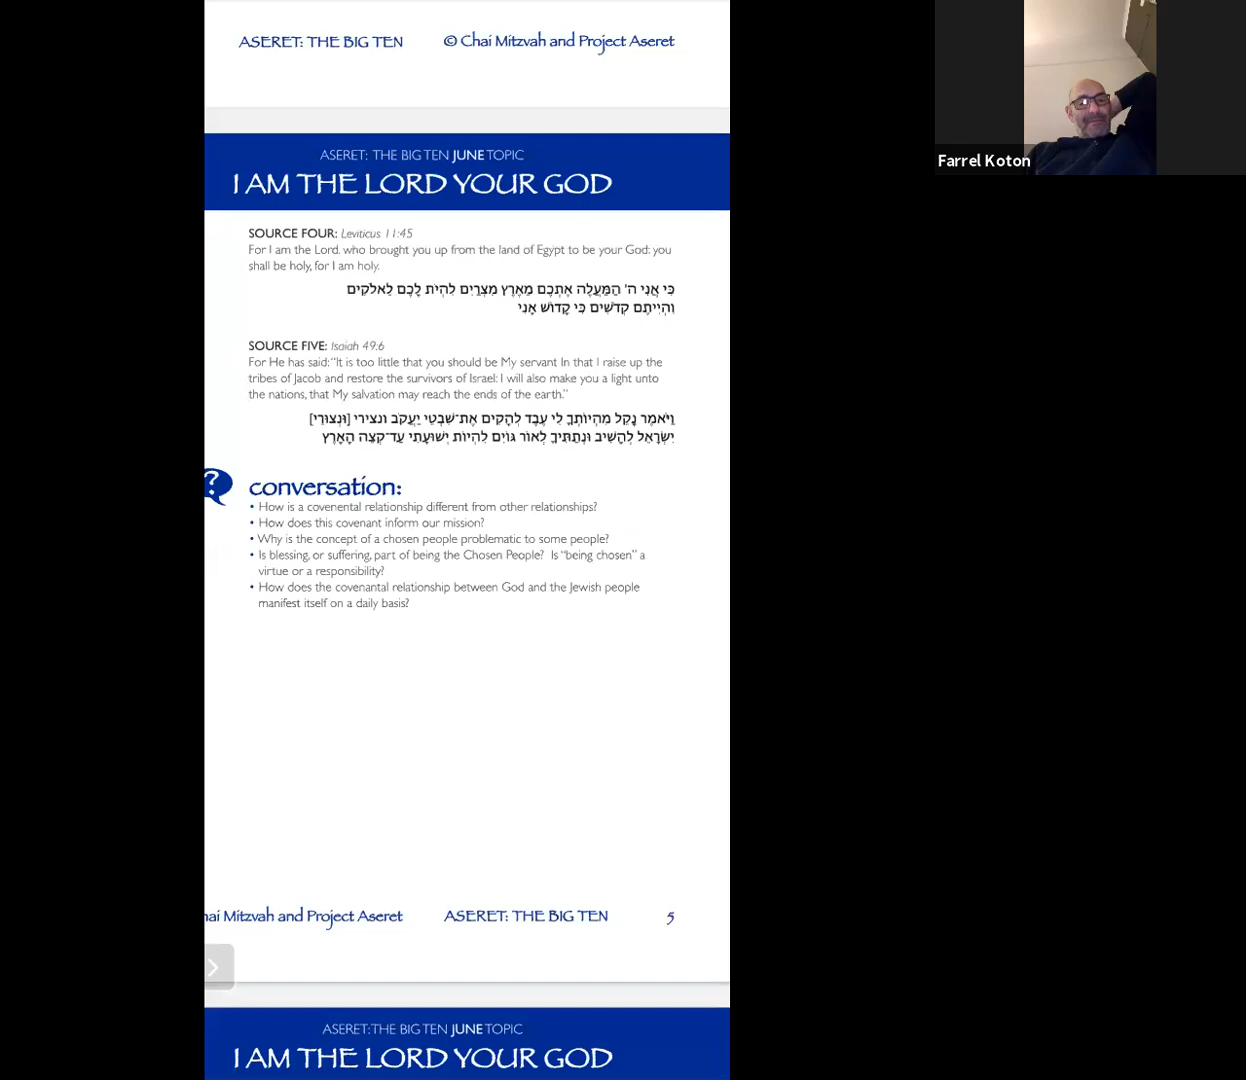 ASERET: THE BIG TEN © Chai Mitzvah and Project Aseret
ASERET: THE BIG TEN JUNE TOPIC
I AM THE LORD YOUR GOD
SOURCE FOUR: Leviticus 11:45
For I am the Lord. who brought you up from the land of Egypt to be your God: you
shall be holy, for I am holy.
כִּי אֲנִי ה' הַמַּעֲלֶה אֶתְכֶם מֵאֶרֶץ מִצְרַיִם לִהְיֹת לָכֶם לֵאלֹקִים
וִהְיִיתֶם קְדֹשִׁים כִּי קָדוֹשׁ אָנִי
SOURCE FIVE: Isaiah 49:6
For He has said: "It is too little that you should be My servant In that I raise up the
tribes of Jacob and restore the survivors of Israel: I will also make you a light unto
the nations, that My salvation may reach the ends of the earth."
וַיֹּאמֶר נָקֵל מִהְיוֹתְךָ לִי עֶבֶד לְהָקִים אֶת־שִׁבְטֵי יַעֲקֹב ונצירי [וּנְצוּרֵי]
יִשְׂרָאֵל לְהָשִׁיב וּנְתַתִּיךָ לְאוֹר גּוֹיִם לִהְיוֹת יְשׁוּעָתִי עַד־קְצֵה הָאָרֶץ
?
conversation:
• How is a covenental relationship different from other relationships?
• How does this covenant inform our mission?
• Why is the concept of a chosen people problematic to some people?
• Is blessing, or suffering, part of being the Chosen People? Is "being chosen" a
virtue or a responsibility?
• How does the covenantal relationship between God and the Jewish people
manifest itself on a daily basis?
hai Mitzvah and Project Aseret ASERET: THE BIG TEN 5
ASERET: THE BIG TEN JUNE TOPIC
I AM THE LORD YOUR GOD
Farrel Koton